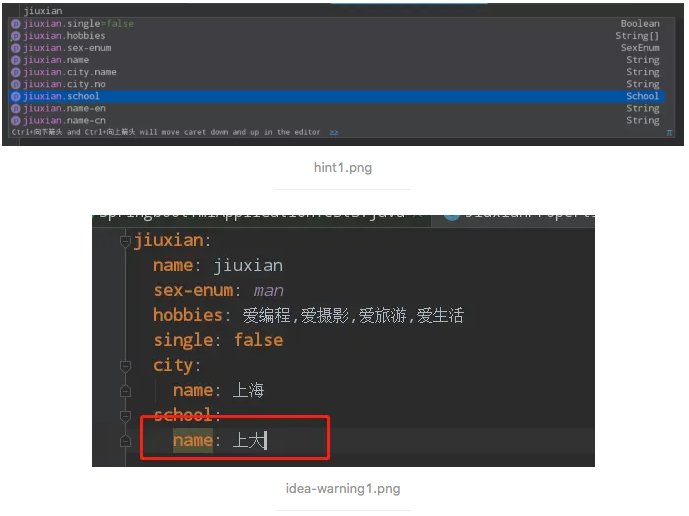 jiuxian
jiuxian.single=false Boolean
jiuxian.hobbies String[]
jiuxian.sex-enum SexEnum
jiuxian.name String
jiuxian.city.name String
jiuxian.city.no String
jiuxian.school School
jiuxian.name-en String
jiuxian.name-cn String
Ctrl+向下箭头 and Ctrl+向上箭头 will move caret down and up in the editor >> π
hint1.png
jiuxian:
name: jiuxian
sex-enum: man
hobbies: 爱编程,爱摄影,爱旅游,爱生活
single: false
city:
name: 上海
school:
name: 上大
idea-warning1.png